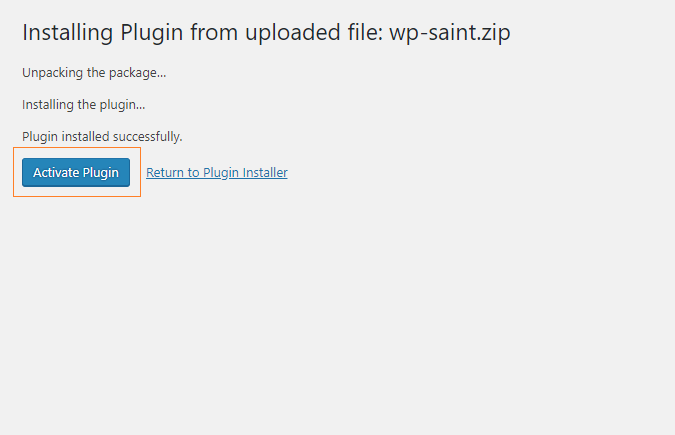 Installing Plugin from uploaded file: wp-saint.zip
Unpacking the package...
Installing the plugin...
Plugin installed successfully.
Activate Plugin Return to Plugin Installer